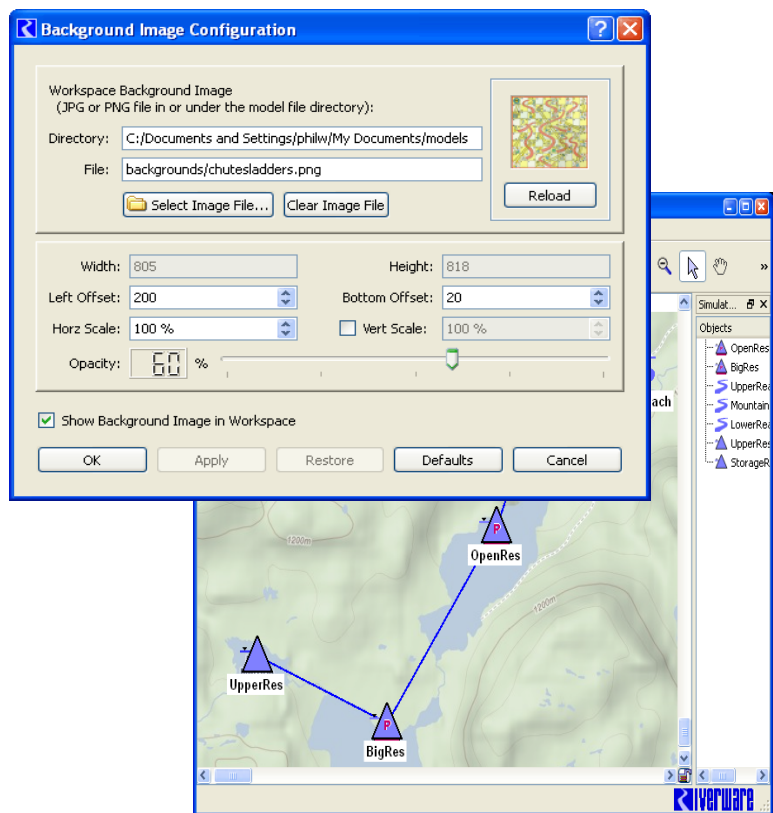 Background Image Configuration
Workspace Background Image
(JPG or PNG file in or under the model file directory):
Directory: C:/Documents and Settings/philw/My Documents/models
File: backgrounds/chutesladders.png
Select Image File... Clear Image File
Reload
Width: 805 Height: 818
Left Offset: 200 Bottom Offset: 20
Horz Scale: 100 % Vert Scale: 100 %
Opacity: 60 %
Show Background Image in Workspace
OK Apply Restore Defaults Cancel
»
Simulat...
Objects
OpenRes
BigRes
UpperRea
Mountain
LowerRea
UpperRes
StorageR
ach
1200m
P
OpenRes
1200m
UpperRes
P
BigRes
Riverware